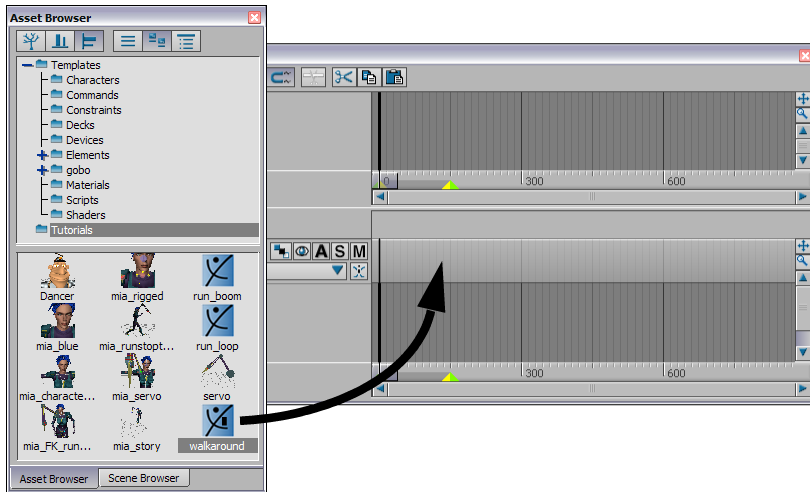 Asset Browser
Templates
Characters
Commands
Constraints
Decks
Devices
Elements
gobo
Materials
Scripts
Shaders
Tutorials
Dancer mia_rigged run_boom
mia_blue mia_runstopt... run_loop
mia_characte... mia_servo servo
mia_FK_run... mia_story walkaround
Asset Browser Scene Browser
0 300 600
A S M
300 600